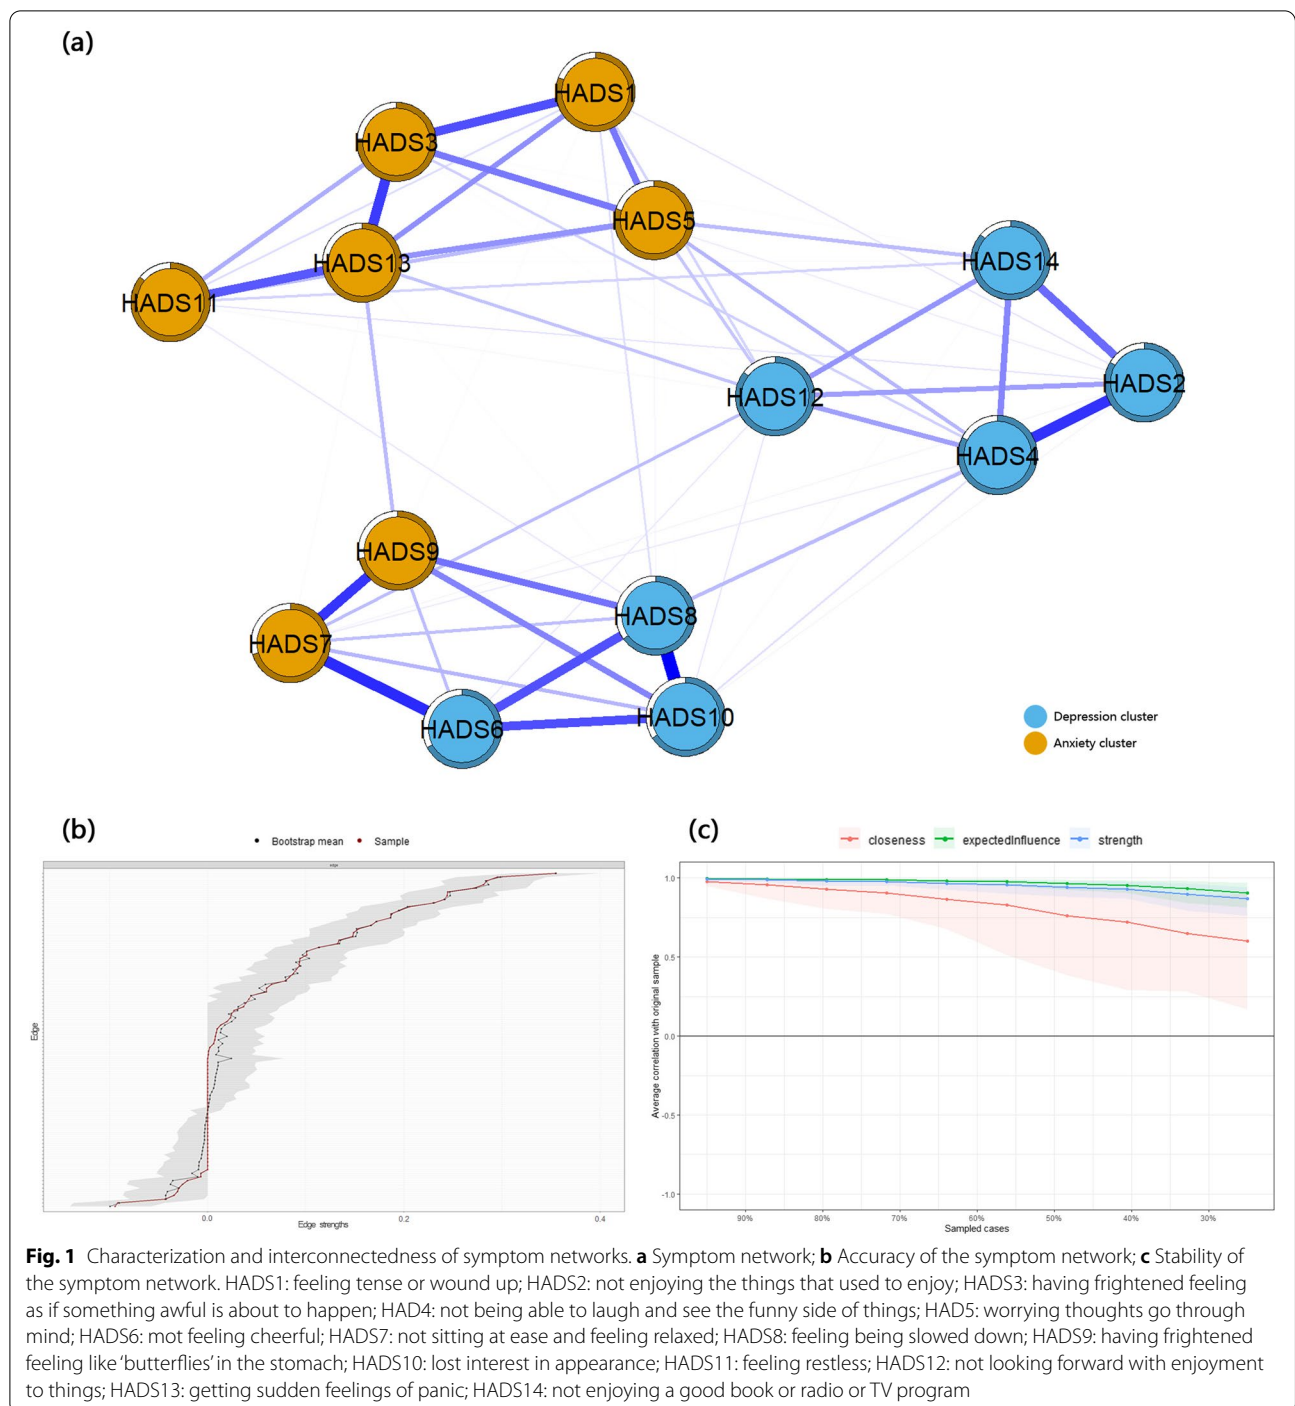 (a)
HADS1
HADS3
HADS5
HADS13
HADS14
HADS11
HADS2
HADS12
HADS4
HADS9
HADS8
HADS7
HADS10
HADS6
Depression cluster
Anxiety cluster
(b)
Bootstrap mean Sample
edge
Edge
0.0 0.2 0.4
Edge strengths
(c)
closeness expectedInfluence strength
Average correlation with original sample
1.0
0.5
0.0
-0.5
-1.0
90% 80% 70% 60% 50% 40% 30%
Sampled cases
Fig. 1 Characterization and interconnectedness of symptom networks. a Symptom network; b Accuracy of the symptom network; c Stability of
the symptom network. HADS1: feeling tense or wound up; HADS2: not enjoying the things that used to enjoy; HADS3: having frightened feeling
as if something awful is about to happen; HAD4: not being able to laugh and see the funny side of things; HAD5: worrying thoughts go through
mind; HADS6: mot feeling cheerful; HADS7: not sitting at ease and feeling relaxed; HADS8: feeling being slowed down; HADS9: having frightened
feeling like 'butterflies' in the stomach; HADS10: lost interest in appearance; HADS11: feeling restless; HADS12: not looking forward with enjoyment
to things; HADS13: getting sudden feelings of panic; HADS14: not enjoying a good book or radio or TV program